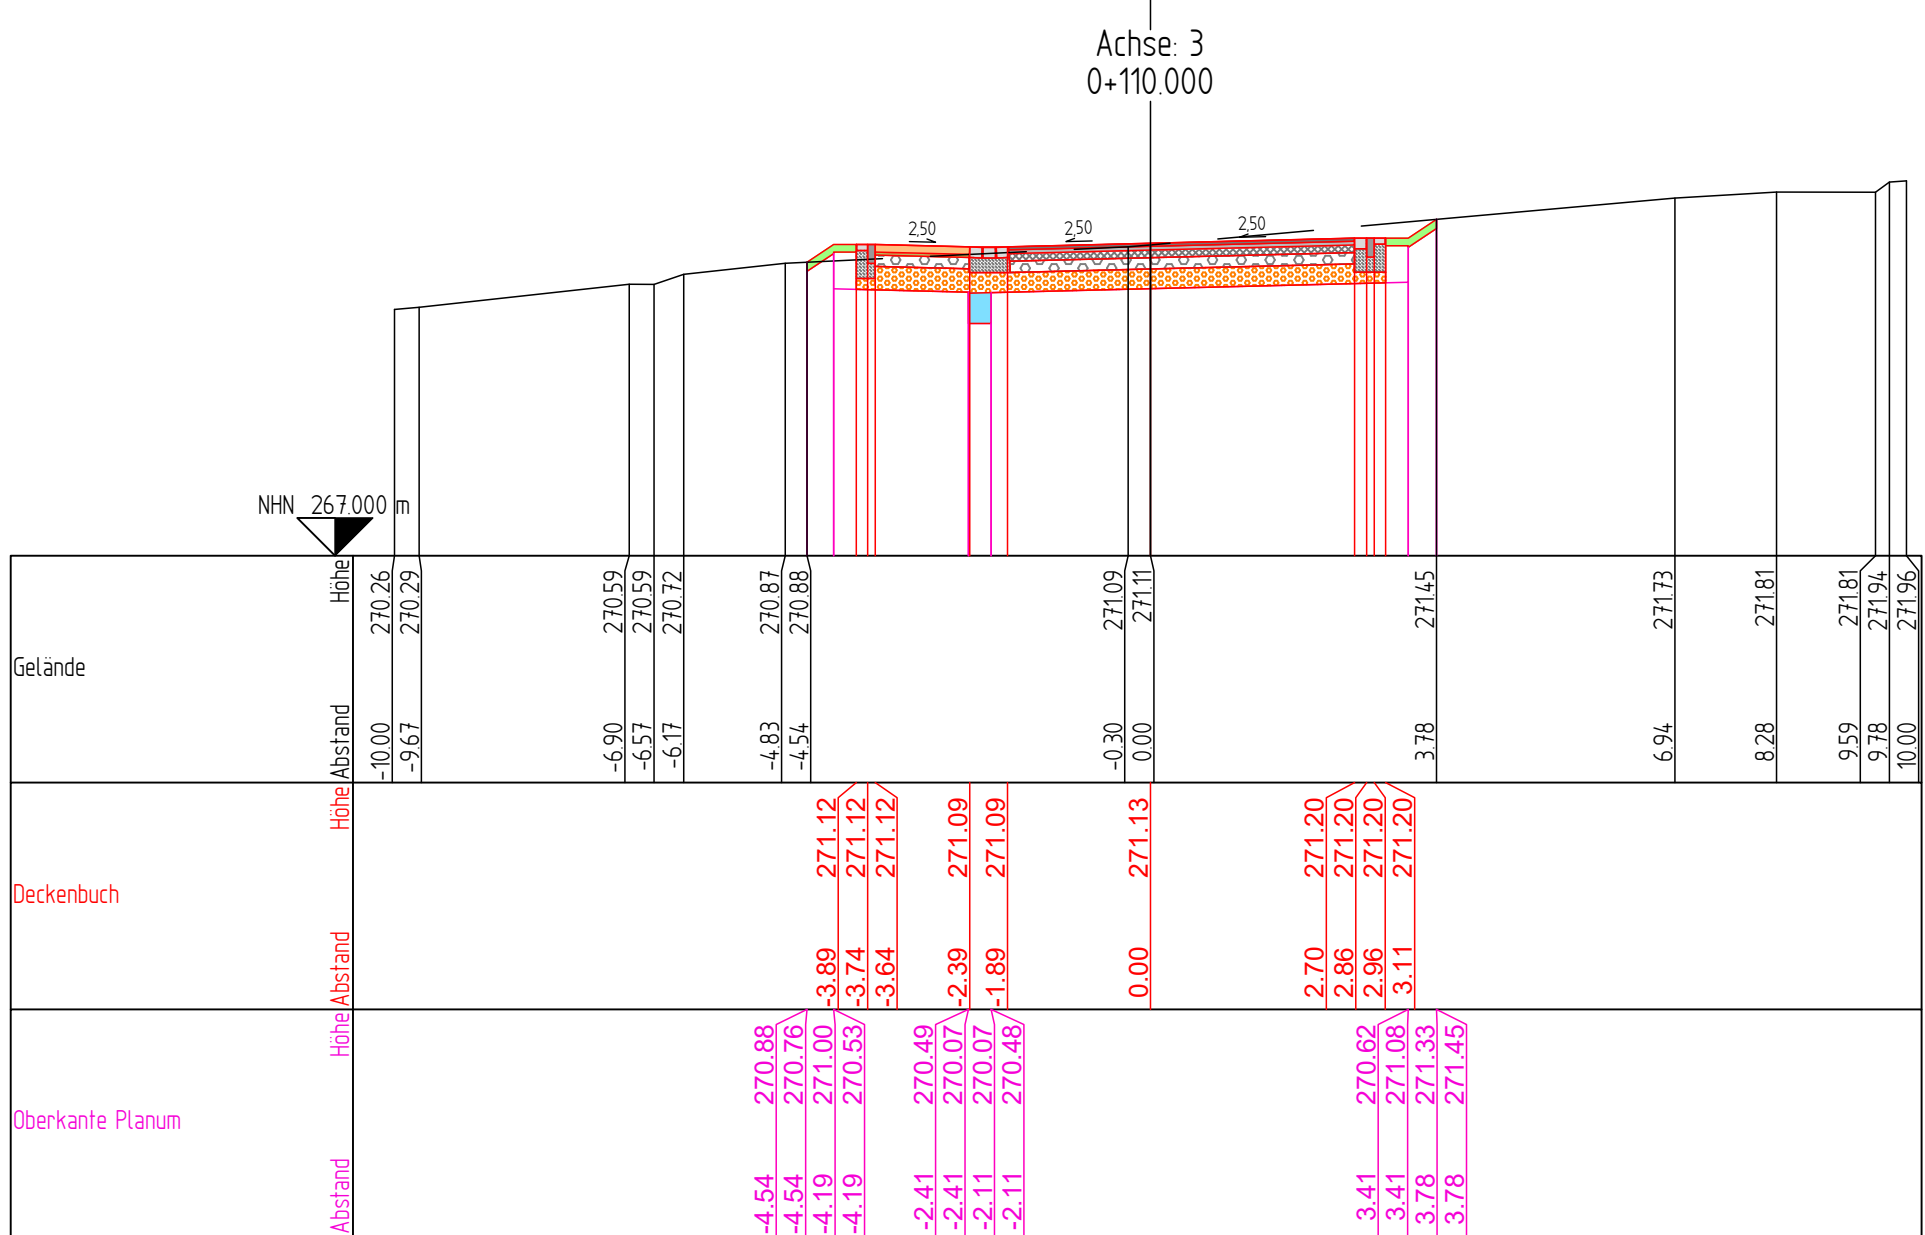 Achse: 3
0+110.000
2,50 2,50 2,50
NHN 267.000 m
Gelände
Höhe 270.26 270.29 270.59 270.59 270.72 270.87 270.88 271.09 271.11 271.45 271.73 271.81 271.81 271.94 271.96
Abstand -10.00 -9.67 -6.90 -6.57 -6.17 -4.83 -4.54 -0.30 0.00 3.78 6.94 8.28 9.59 9.78 10.00
Deckenbuch
Höhe 271.12 271.12 271.12 271.09 271.09 271.13 271.20 271.20 271.20 271.20
Abstand -3.89 -3.74 -3.64 -2.39 -1.89 0.00 2.70 2.86 2.96 3.11
Oberkante Planum
Höhe 270.88 270.76 271.00 270.53 270.49 270.07 270.07 270.48 270.62 271.08 271.33 271.45
Abstand -4.54 -4.54 -4.19 -4.19 -2.41 -2.41 -2.11 -2.11 3.41 3.41 3.78 3.78